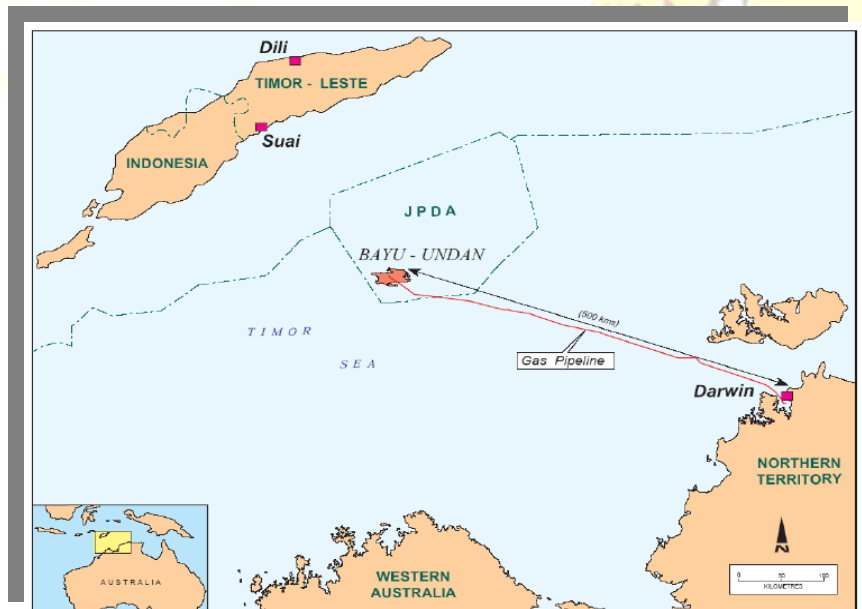 Dili
TIMOR - LESTE
Suai
INDONESIA
JPDA
BAYU - UNDAN
(500 kms)
TIMOR
SEA
Gas Pipeline
Darwin
NORTHERN
TERRITORY
N
AUSTRALIA
WESTERN
AUSTRALIA
0 50 100
KILOMETRES